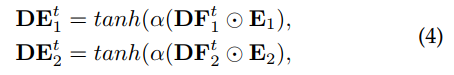 DE₁ᵗ = tanh(α(DF₁ᵗ ⊙ E₁),
DE₂ᵗ = tanh(α(DF₂ᵗ ⊙ E₂),
(4)